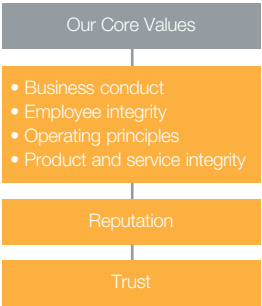 Our Core Values
• Business conduct
• Employee integrity
• Operating principles
• Product and service integrity
Reputation
Trust